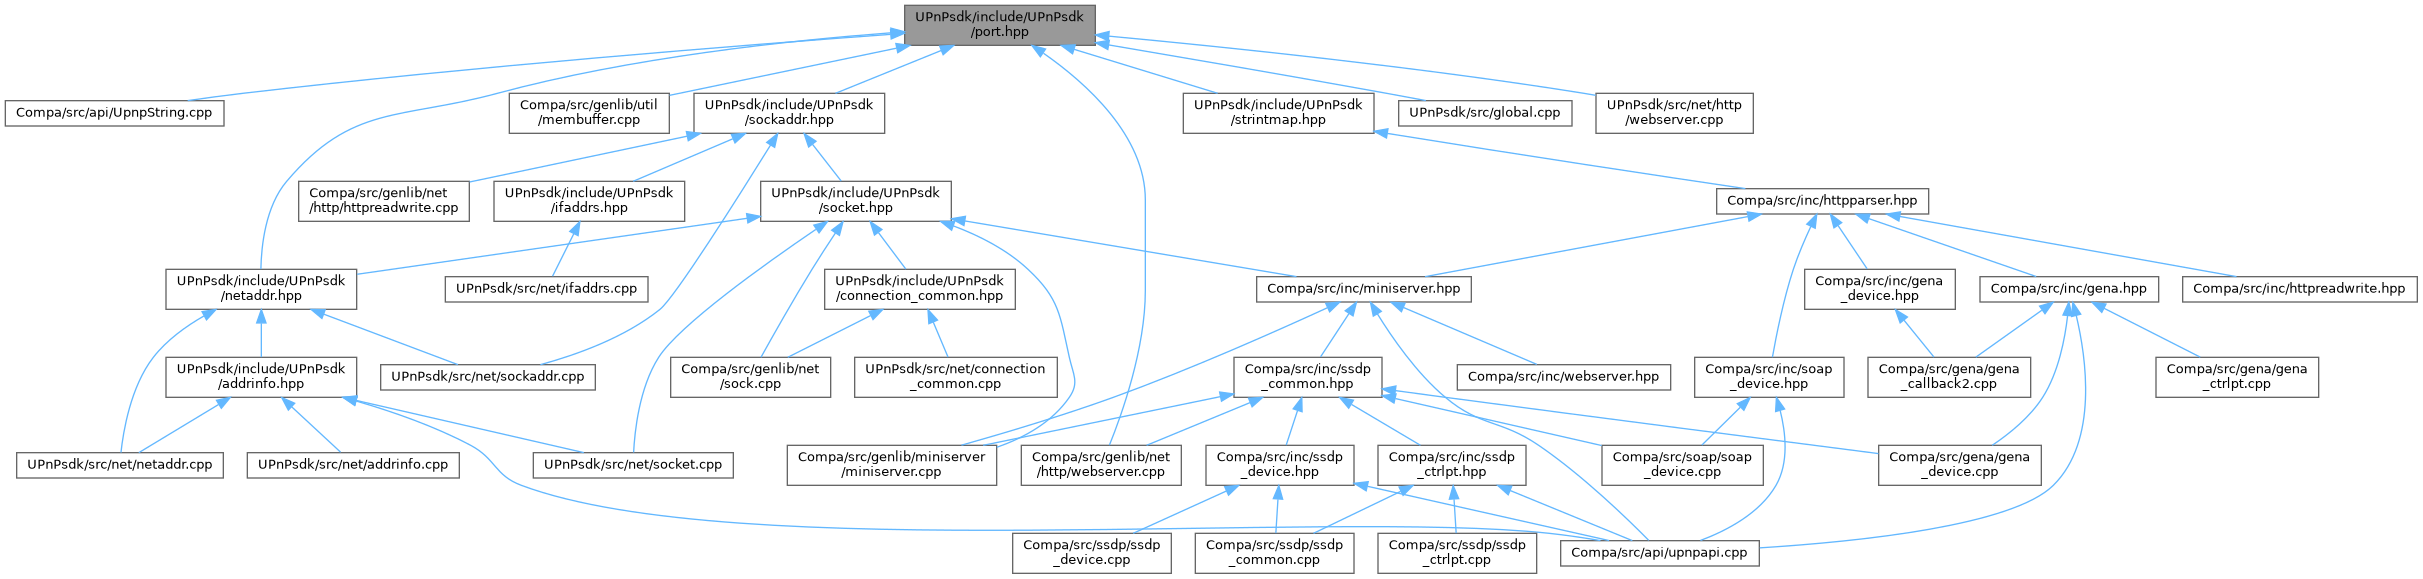 UPnPsdk/include/UPnPsdk
/port.hpp
Compa/src/api/UpnpString.cpp
Compa/src/genlib/util
/membuffer.cpp
UPnPsdk/include/UPnPsdk
/sockaddr.hpp
UPnPsdk/include/UPnPsdk
/strintmap.hpp
UPnPsdk/src/global.cpp
UPnPsdk/src/net/http
/webserver.cpp
Compa/src/genlib/net
/http/httpreadwrite.cpp
UPnPsdk/include/UPnPsdk
/ifaddrs.hpp
UPnPsdk/include/UPnPsdk
/socket.hpp
Compa/src/inc/httpparser.hpp
UPnPsdk/include/UPnPsdk
/netaddr.hpp
UPnPsdk/src/net/ifaddrs.cpp
UPnPsdk/include/UPnPsdk
/connection_common.hpp
Compa/src/inc/miniserver.hpp
Compa/src/inc/gena
_device.hpp
Compa/src/inc/gena.hpp
Compa/src/inc/httpreadwrite.hpp
UPnPsdk/include/UPnPsdk
/addrinfo.hpp
UPnPsdk/src/net/sockaddr.cpp
Compa/src/genlib/net
/sock.cpp
UPnPsdk/src/net/connection
_common.cpp
Compa/src/inc/ssdp
_common.hpp
Compa/src/inc/webserver.hpp
Compa/src/inc/soap
_device.hpp
Compa/src/gena/gena
_callback2.cpp
Compa/src/gena/gena
_ctrlpt.cpp
UPnPsdk/src/net/netaddr.cpp
UPnPsdk/src/net/addrinfo.cpp
UPnPsdk/src/net/socket.cpp
Compa/src/genlib/miniserver
/miniserver.cpp
Compa/src/genlib/net
/http/webserver.cpp
Compa/src/inc/ssdp
_device.hpp
Compa/src/inc/ssdp
_ctrlpt.hpp
Compa/src/soap/soap
_device.cpp
Compa/src/gena/gena
_device.cpp
Compa/src/ssdp/ssdp
_device.cpp
Compa/src/ssdp/ssdp
_common.cpp
Compa/src/ssdp/ssdp
_ctrlpt.cpp
Compa/src/api/upnpapi.cpp